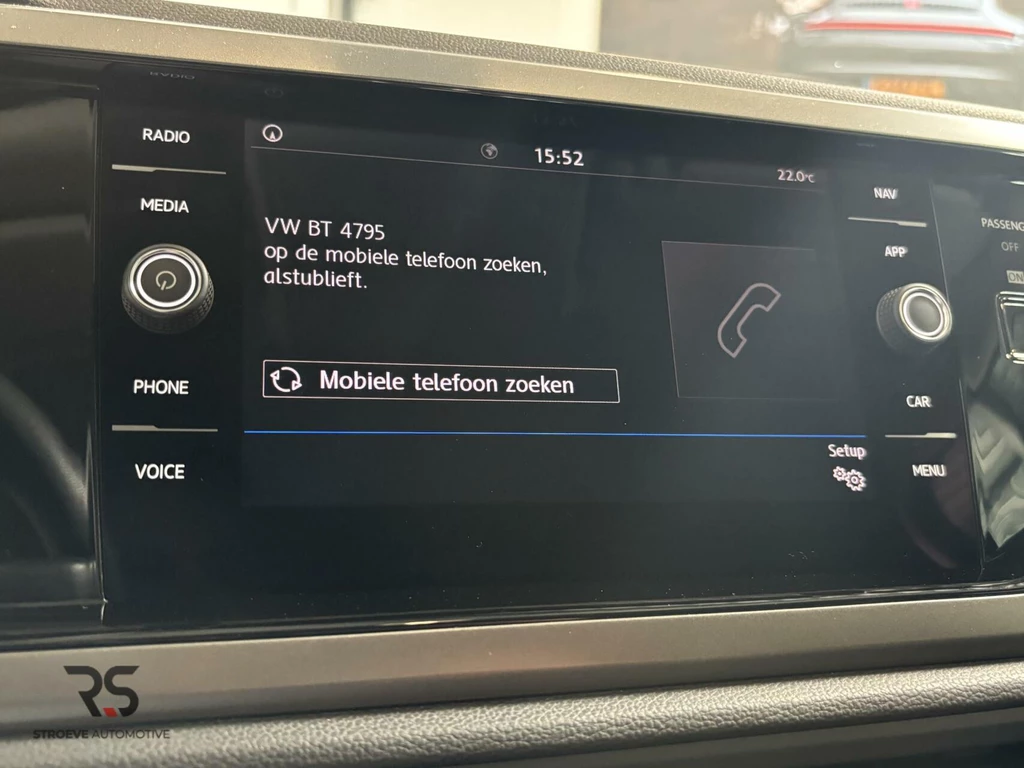 RADIO
MEDIA
PHONE
VOICE
15:52
22.0°C
VW BT 4795
op de mobiele telefoon zoeken,
alstublieft.
Mobiele telefoon zoeken
Setup
NAV
APP
CAR
MENU
OFF
ON
RS
STROEVE AUTOMOTIVE